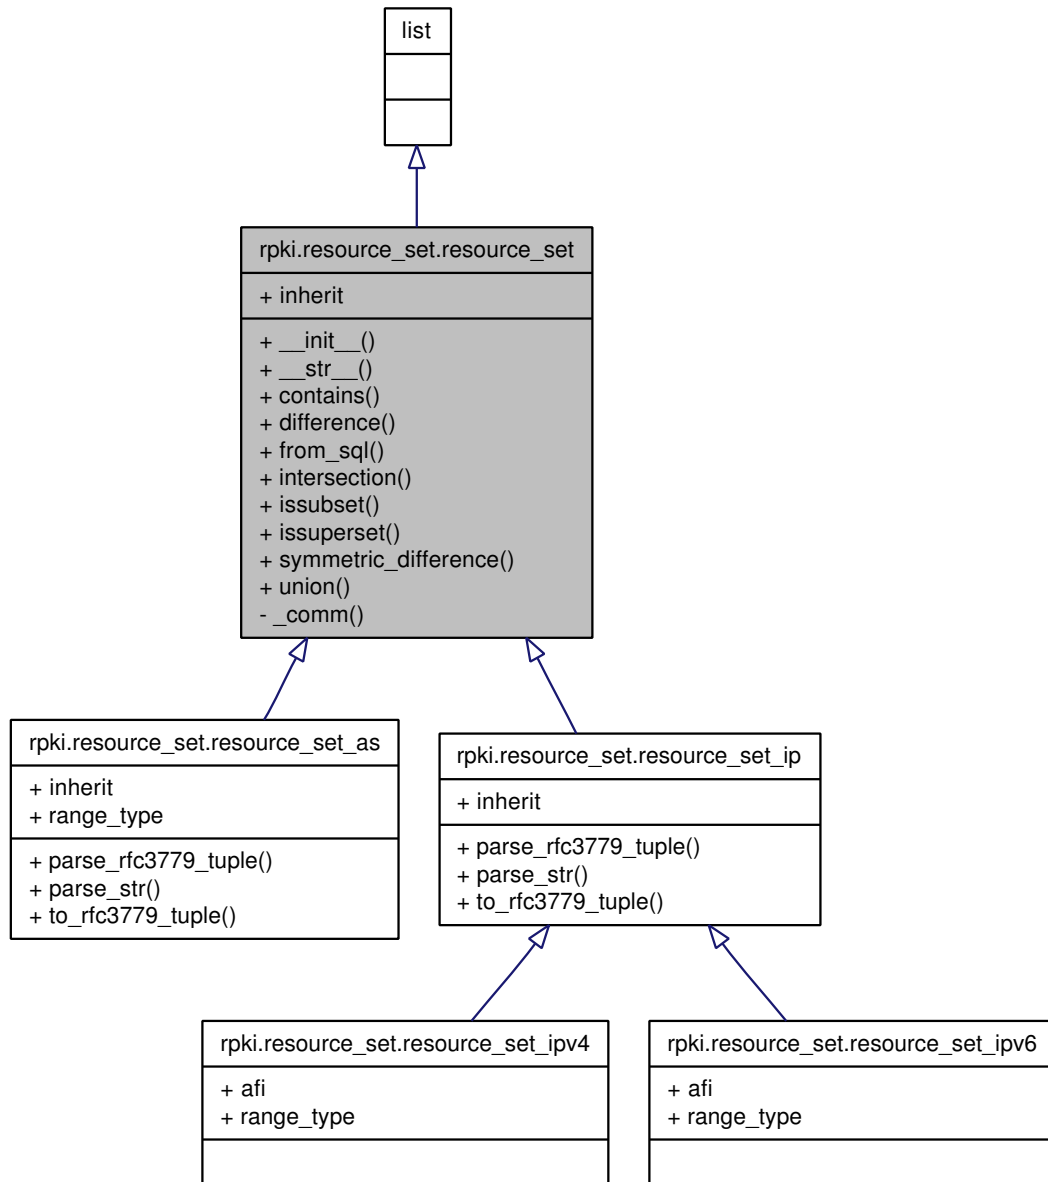 list
rpki.resource_set.resource_set
+ inherit
+ __init__()
+ __str__()
+ contains()
+ difference()
+ from_sql()
+ intersection()
+ issubset()
+ issuperset()
+ symmetric_difference()
+ union()
- _comm()
rpki.resource_set.resource_set_as
+ inherit
+ range_type
+ parse_rfc3779_tuple()
+ parse_str()
+ to_rfc3779_tuple()
rpki.resource_set.resource_set_ip
+ inherit
+ parse_rfc3779_tuple()
+ parse_str()
+ to_rfc3779_tuple()
rpki.resource_set.resource_set_ipv4
+ afi
+ range_type
rpki.resource_set.resource_set_ipv6
+ afi
+ range_type